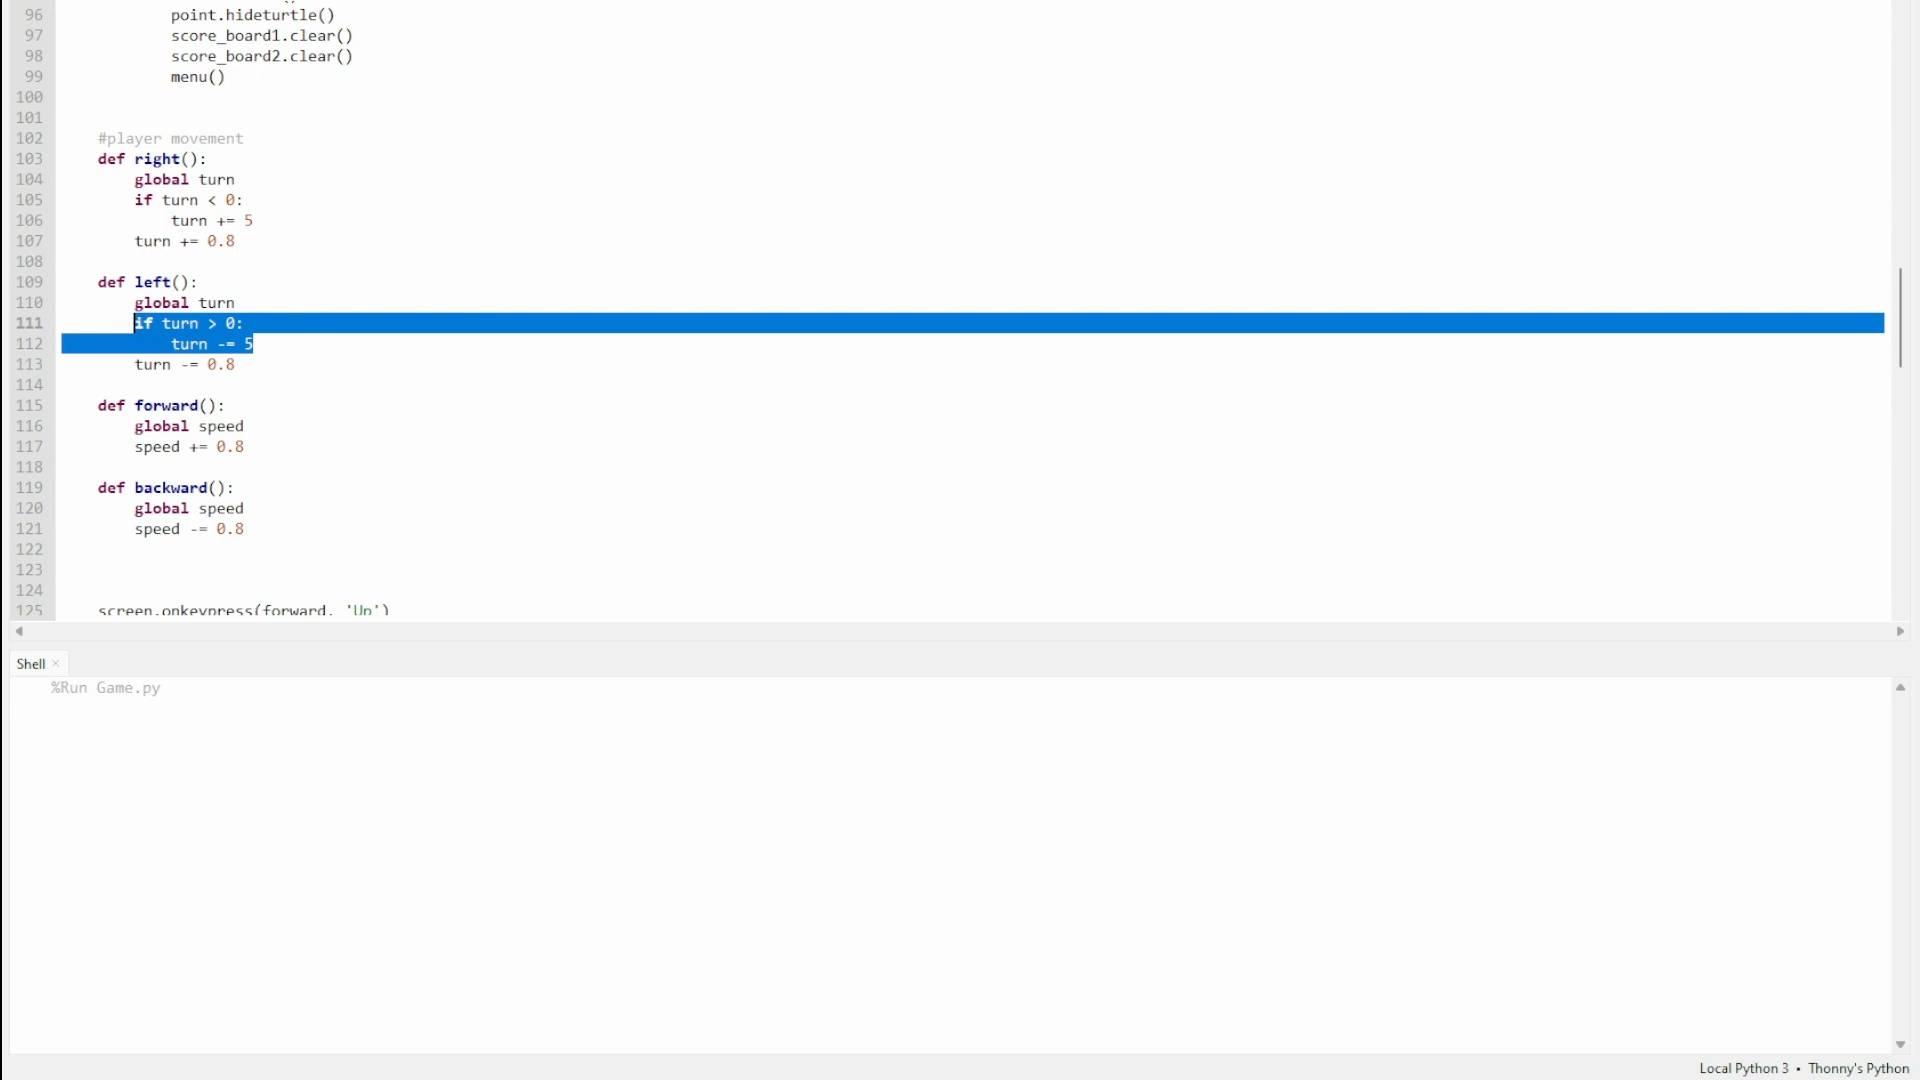 96 point.hideturtle()
97 score_board1.clear()
98 score_board2.clear()
99 menu()
100
101
102 #player movement
103 def right():
104 global turn
105 if turn < 0:
106 turn += 5
107 turn += 0.8
108
109 def left():
110 global turn
111 if turn > 0:
112 turn -= 5
113 turn -= 0.8
114
115 def forward():
116 global speed
117 speed += 0.8
118
119 def backward():
120 global speed
121 speed -= 0.8
122
123
124
125 screen.onkeypress(forward, 'Up')
Shell ×
%Run Game.py
Local Python 3 • Thonny's Python